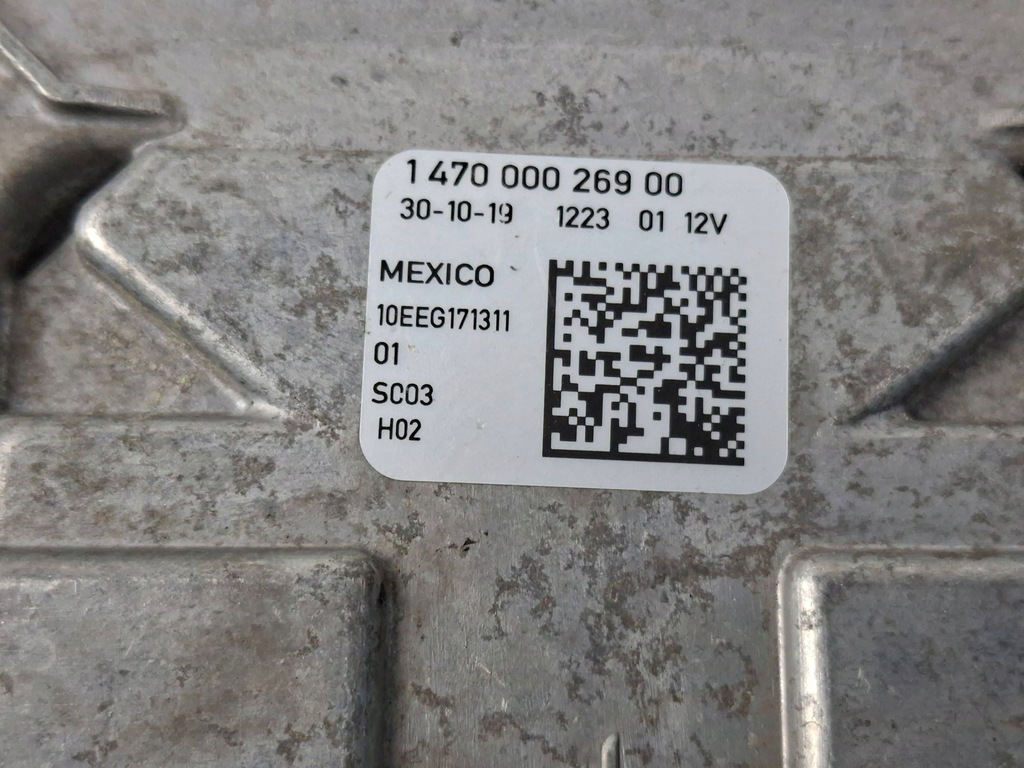 1 470 000 269 00
30-10-19 1223 01 12V
MEXICO
10EEG171311
01
SC03
H02